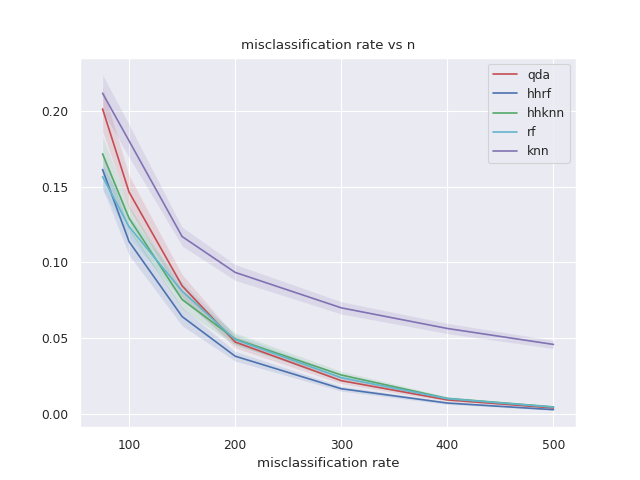 misclassification rate vs n
qda
hhrf
hhknn
rf
knn
0.20
0.15
0.10
0.05
0.00
100 200 300 400 500
misclassification rate